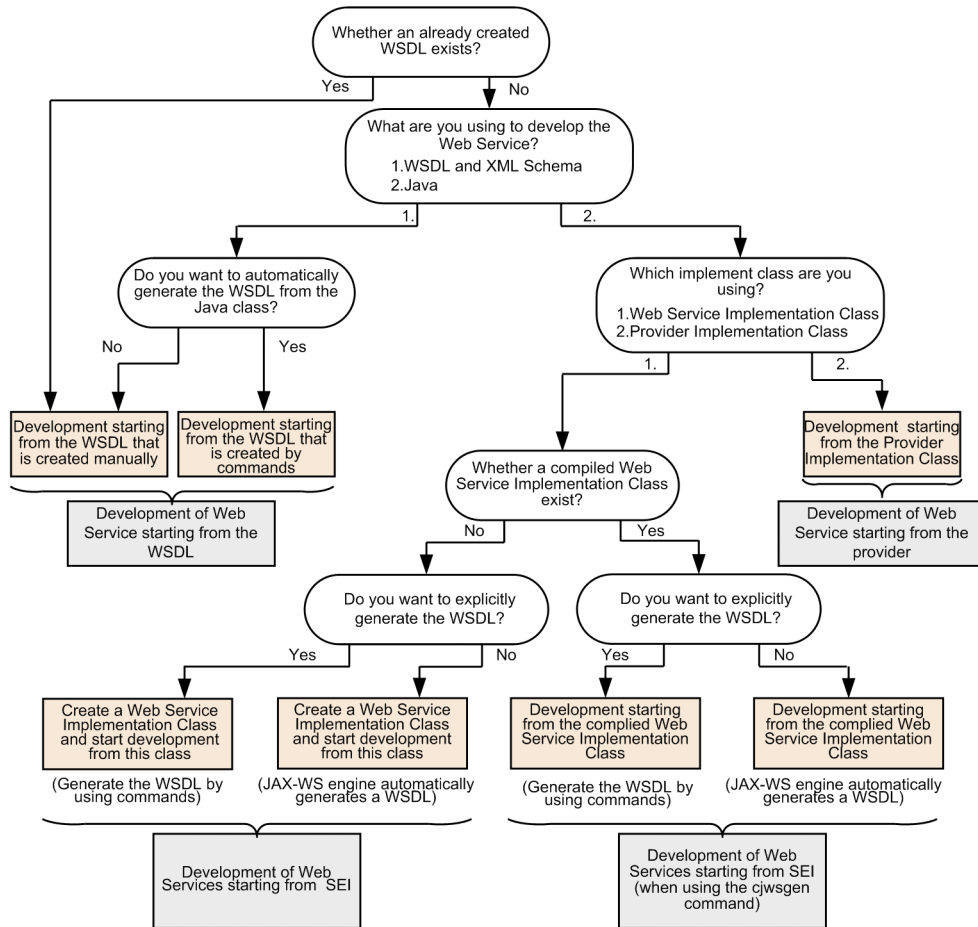 Whether an already created
WSDL exists?
Yes
No
What are you using to develop the
Web Service?
1.WSDL and XML Schema
2.Java
1.
2.
Do you want to automatically
generate the WSDL from the
Java class?
Which implement class are you
using?
1.Web Service Implementation Class
2.Provider Implementation Class
No
Yes
1.
2.
Development starting
from the WSDL that
is created manually
Development starting
from the WSDL that
is created by
commands
Development starting
from the Provider
Implementation Class
Whether a compiled Web
Service Implementation Class
exist?
Development of Web
Service starting from the
WSDL
Development of Web
Service starting from the
provider
No
Yes
Do you want to explicitly
generate the WSDL?
Do you want to explicitly
generate the WSDL?
Yes
No
Yes
No
Create a Web Service
Implementation Class
and start development
from this class
Create a Web Service
Implementation Class
and start development
from this class
Development starting
from the complied Web
Service Implementation
Class
Development starting
from the complied Web
Service Implementation
Class
(Generate the WSDL by
using commands)
(JAX-WS engine automatically
generates a WSDL)
(Generate the WSDL by
using commands)
(JAX-WS engine automatically
generates a WSDL)
Development of Web
Services starting from SEI
Development of Web
Services starting from SEI
(when using the cjwsgen
command)